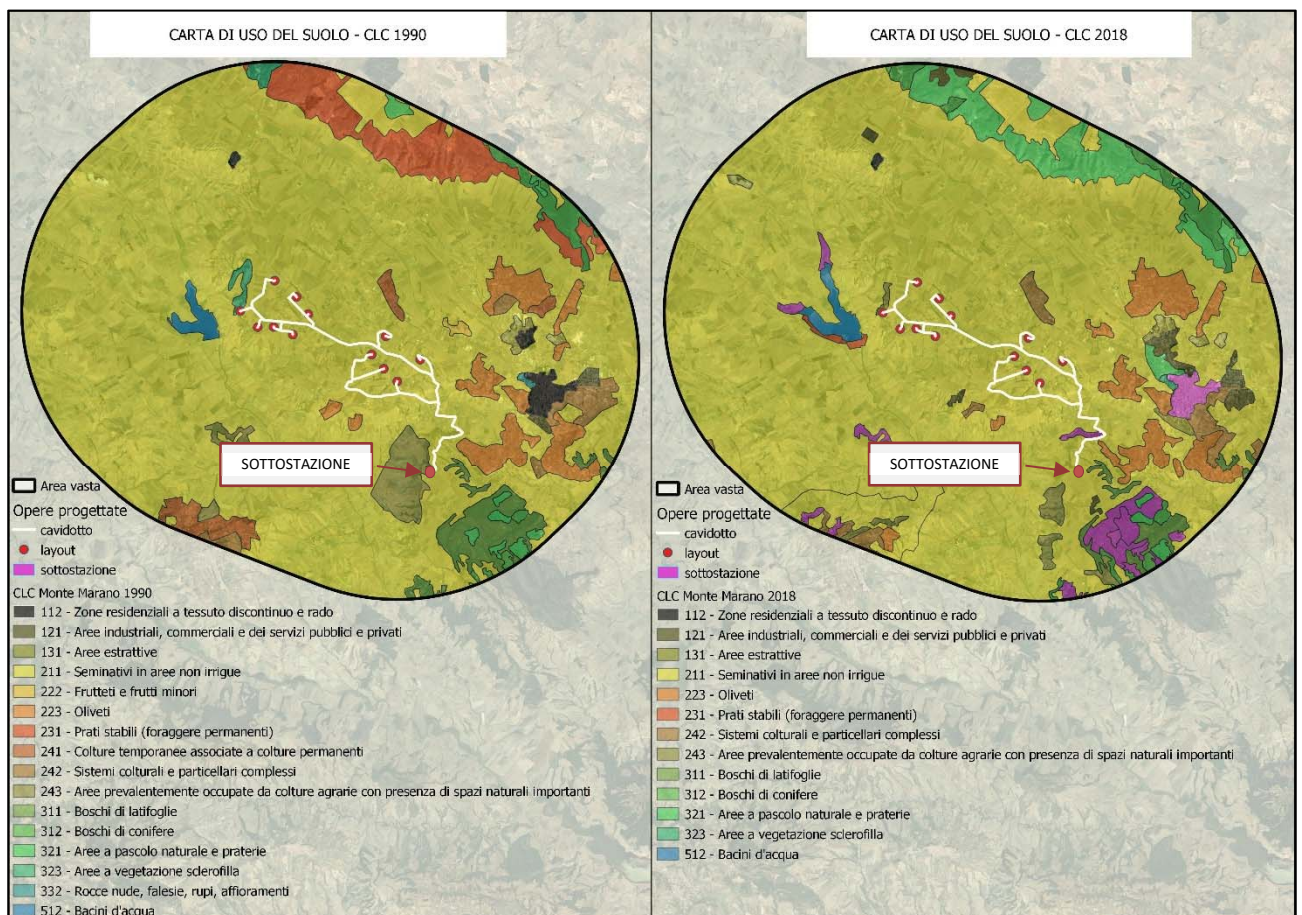 CARTA DI USO DEL SUOLO - CLC 1990
SOTTOSTAZIONE
Area vasta
Opere progettate
cavidotto
layout
sottostazione
CLC Monte Marano 1990
112 - Zone residenziali a tessuto discontinuo e rado
121 - Aree industriali, commerciali e dei servizi pubblici e privati
131 - Aree estrattive
211 - Seminativi in aree non irrigue
222 - Frutteti e frutti minori
223 - Oliveti
231 - Prati stabili (foraggere permanenti)
241 - Colture temporanee associate a colture permanenti
242 - Sistemi colturali e particellari complessi
243 - Aree prevalentemente occupate da colture agrarie con presenza di spazi naturali importanti
311 - Boschi di latifoglie
312 - Boschi di conifere
321 - Aree a pascolo naturale e praterie
323 - Aree a vegetazione sclerofilla
332 - Rocce nude, falesie, rupi, affioramenti
512 - Bacini d'acqua
CARTA DI USO DEL SUOLO - CLC 2018
SOTTOSTAZIONE
Area vasta
Opere progettate
cavidotto
layout
sottostazione
CLC Monte Marano 2018
112 - Zone residenziali a tessuto discontinuo e rado
121 - Aree industriali, commerciali e dei servizi pubblici e privati
131 - Aree estrattive
211 - Seminativi in aree non irrigue
223 - Oliveti
231 - Prati stabili (foraggere permanenti)
242 - Sistemi colturali e particellari complessi
243 - Aree prevalentemente occupate da colture agrarie con presenza di spazi naturali importanti
311 - Boschi di latifoglie
312 - Boschi di conifere
321 - Aree a pascolo naturale e praterie
323 - Aree a vegetazione sclerofilla
512 - Bacini d'acqua